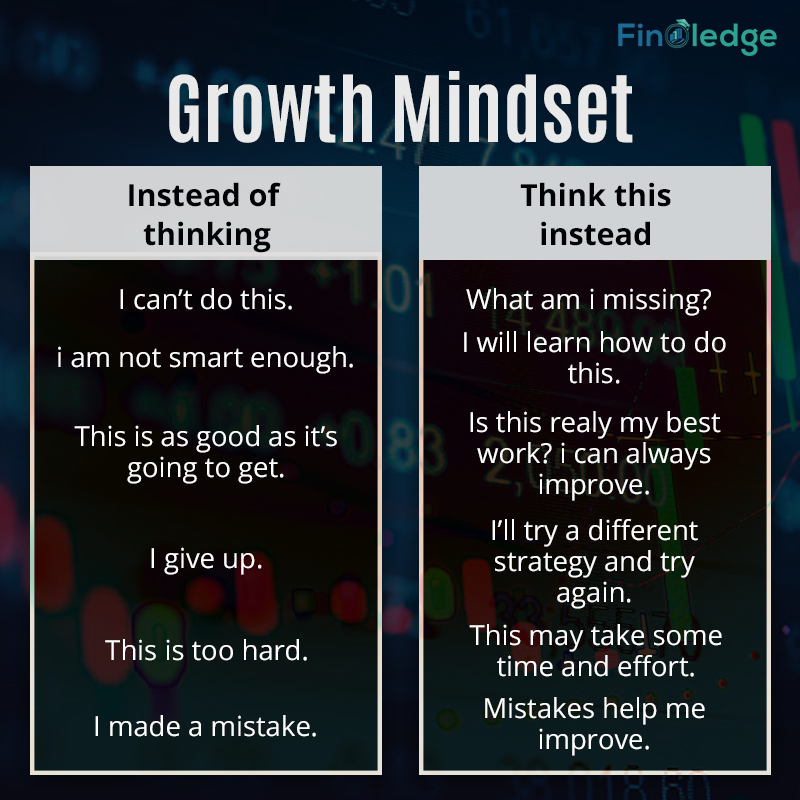 FinOledge
Growth Mindset
Instead of
thinking
I can't do this.
i am not smart enough.
This is as good as it's
going to get.
I give up.
This is too hard.
I made a mistake.
Think this
instead
What am i missing?
I will learn how to do
this.
Is this realy my best
work? i can always
improve.
I'll try a different
strategy and try
again.
This may take some
time and effort.
Mistakes help me
improve.